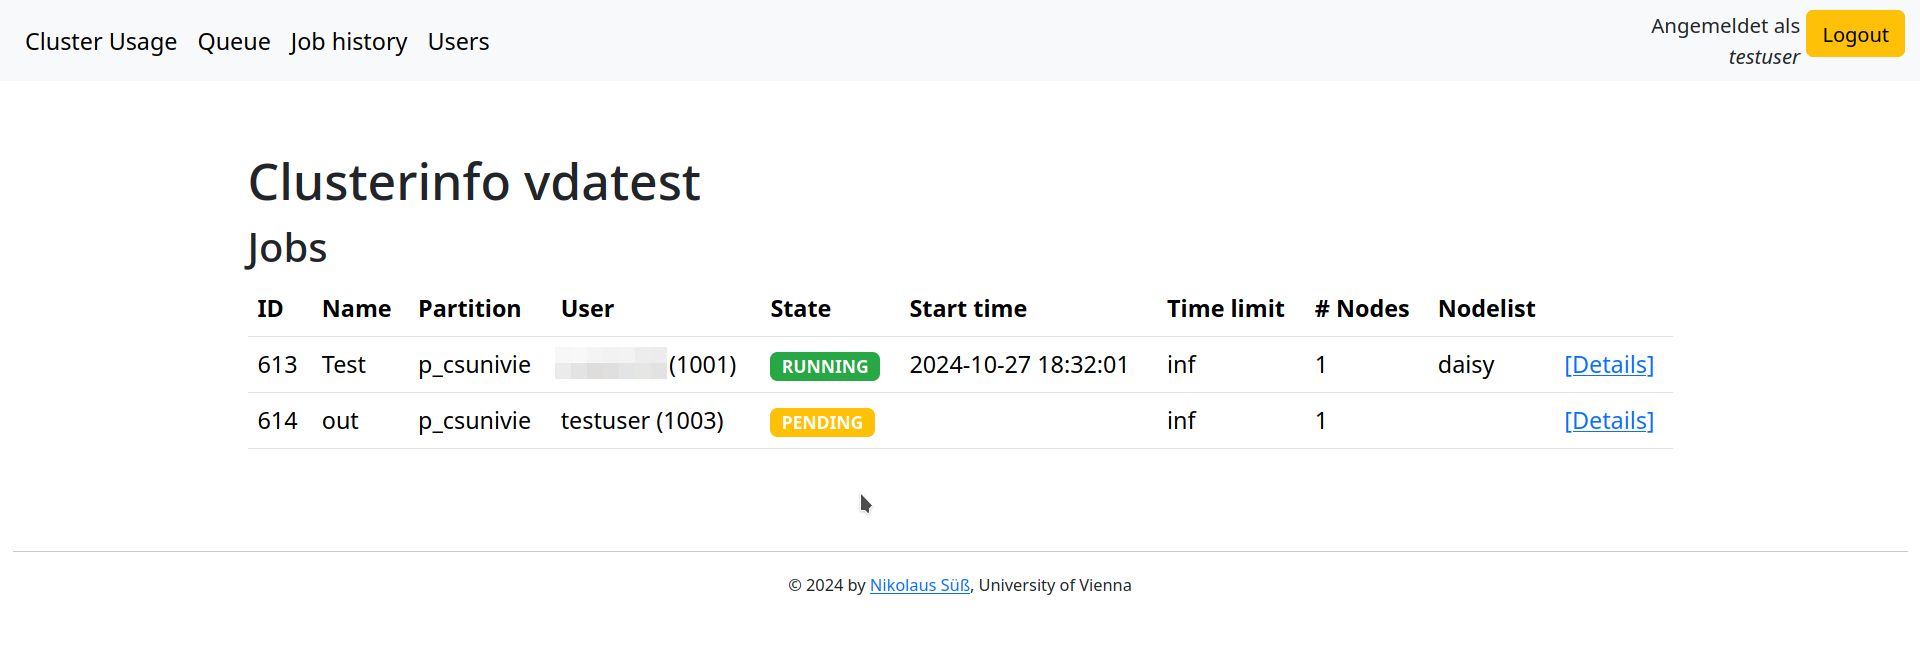 Cluster Usage Queue Job history Users
Angemeldet als
testuser
Logout
Clusterinfo vdatest
Jobs
ID Name Partition User State Start time Time limit # Nodes Nodelist
613 Test p_csunivie (1001) RUNNING 2024-10-27 18:32:01 inf 1 daisy [Details]
614 out p_csunivie testuser (1003) PENDING inf 1 [Details]
© 2024 by Nikolaus Süß, University of Vienna